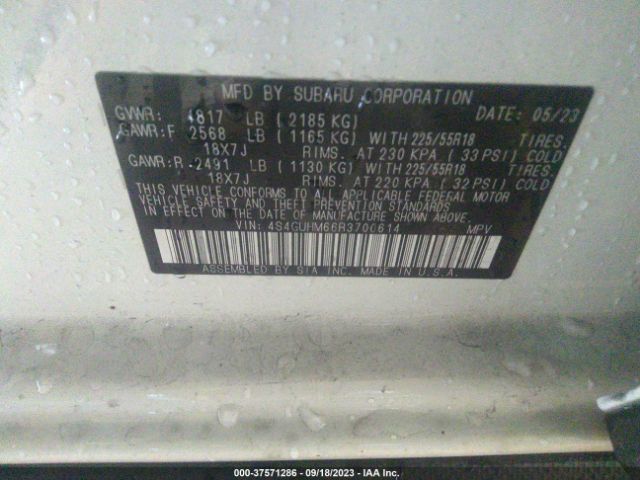 MFD BY SUBARU CORPORATION DATE: 05/23
GVWR: 4817 LB ( 2185 KG)
GAWR:F 2568 LB ( 1165 KG) WITH 225/55R18 TIRES.
18X7J RIMS. AT 230 KPA ( 33 PSI) COLD
GAWR:R 2491 LB ( 1130 KG) WITH 225/55R18 TIRES.
18X7J RIMS. AT 220 KPA ( 32 PSI) COLD
THIS VEHICLE CONFORMS TO ALL APPLICABLE FEDERAL MOTOR
VEHICLE SAFETY AND THEFT PREVENTION STANDARDS
IN EFFECT ON THE DATE OF MANUFACTURE SHOWN ABOVE.
VIN: 4S4GUHM66R3700614 MPV
ASSEMBLED BY SIA INC. MADE IN U.S.A.
000-37571286 - 09/18/2023 - IAA Inc.